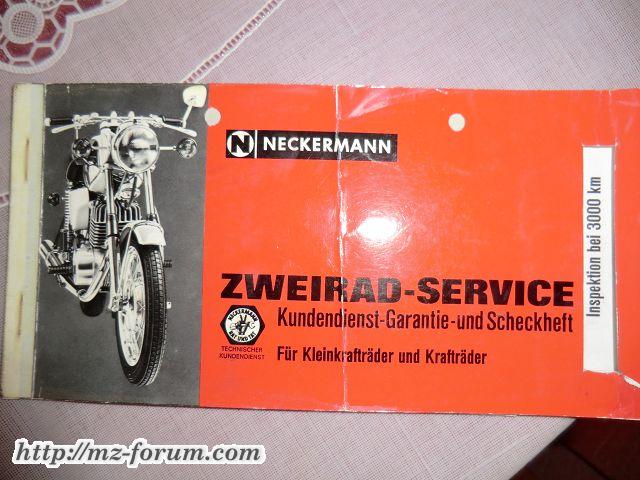 N NECKERMANN
ZWEIRAD-SERVICE
Kundendienst-Garantie-und Scheckheft
Für Kleinkrafträder und Krafträder
NECKERMANN
TECHNISCHER
KUNDENDIENST
Inspektion bei 3000 km
http://mz-forum.com